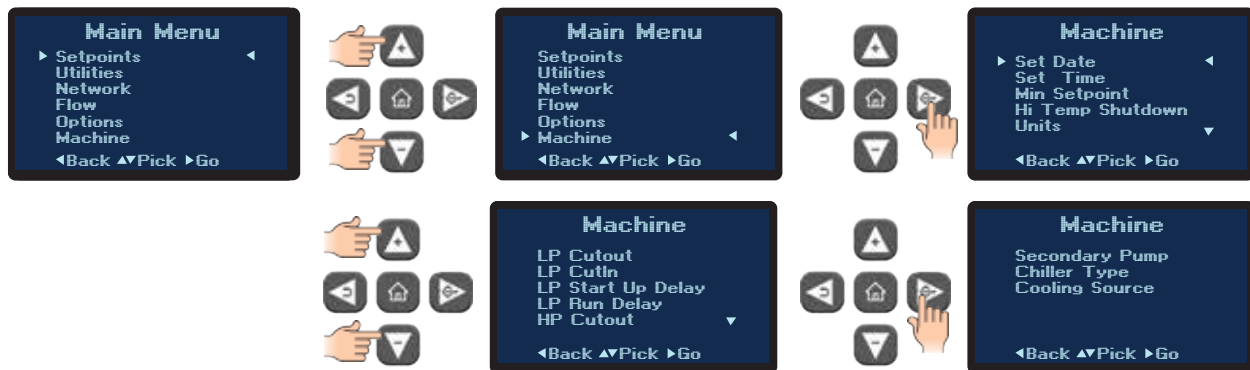 Main Menu
▶ Setpoints ◀
Utilities
Network
Flow
Options
Machine
◀Back ▲▼Pick ▶Go
Main Menu
Setpoints
Utilities
Network
Flow
Options
▶ Machine ◀
◀Back ▲▼Pick ▶Go
Machine
▶ Set Date ◀
Set Time
Min Setpoint
Hi Temp Shutdown
Units ▼
◀Back ▲▼Pick ▶Go
Machine
LP Cutout
LP CutIn
LP Start Up Delay
LP Run Delay
HP Cutout ▼
◀Back ▲▼Pick ▶Go
Machine
Secondary Pump
Chiller Type
Cooling Source
◀Back ▲▼Pick ▶Go